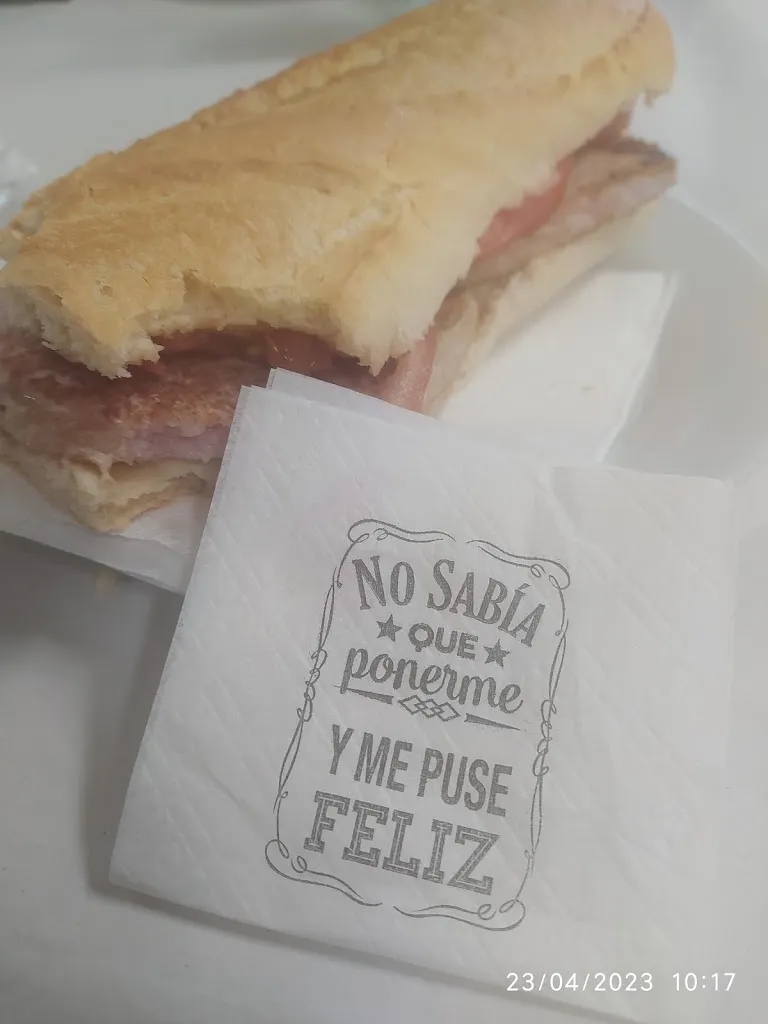 No Sabía
QUE
ponerme
Y ME PUSE
FELIZ
23/04/2023 10:17